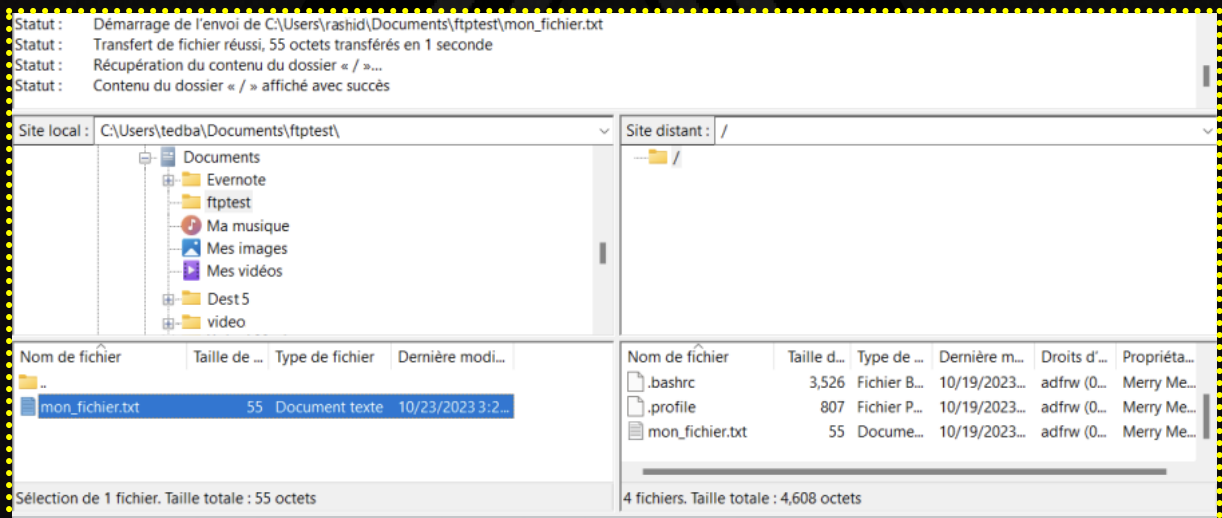 Statut : Démarrage de l'envoi de C:\Users\rashid\Documents\ftptest\mon_fichier.txt
Statut : Transfert de fichier réussi, 55 octets transférés en 1 seconde
Statut : Récupération du contenu du dossier « / »...
Statut : Contenu du dossier « / » affiché avec succès
Site local : C:\Users\tedba\Documents\ftptest\
Documents
Evernote
ftptest
Ma musique
Mes images
Mes vidéos
Dest 5
video
Site distant : /
/
Nom de fichier Taille de ... Type de fichier Dernière modi...
..
mon_fichier.txt 55 Document texte 10/23/2023 3:2...
Sélection de 1 fichier. Taille totale : 55 octets
Nom de fichier Taille d... Type de ... Dernière m... Droits d'... Propriéta...
.bashrc 3,526 Fichier B... 10/19/2023... adfrw (0... Merry Me...
.profile 807 Fichier P... 10/19/2023... adfrw (0... Merry Me...
mon_fichier.txt 55 Docume... 10/19/2023... adfrw (0... Merry Me...
4 fichiers. Taille totale : 4,608 octets